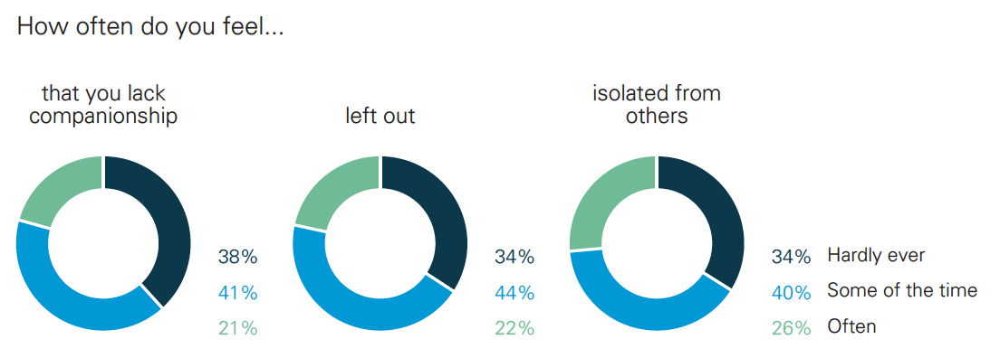 How often do you feel...
that you lack
companionship
left out
isolated from
others
38%
41%
21%
34%
44%
22%
34% Hardly ever
40% Some of the time
26% Often